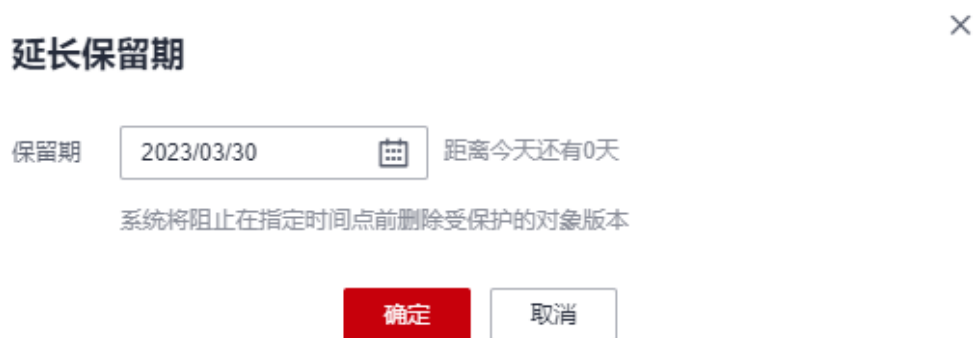 延长保留期
保留期 2023/03/30 距离今天还有0天
系统将阻止在指定时间点前删除受保护的对象版本
确定 取消